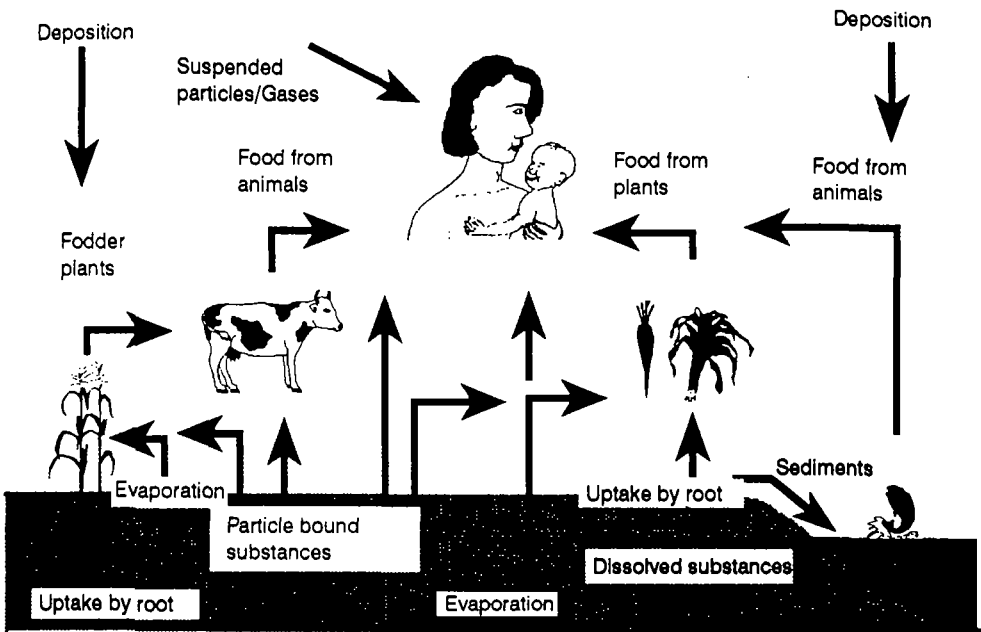 Deposition
Deposition
Suspended
particles/Gases
Food from
animals
Food from
plants
Food from
animals
Fodder
plants
Sediments
Evaporation
Uptake by root
Particle bound
substances
Dissolved substances
Uptake by root
Evaporation